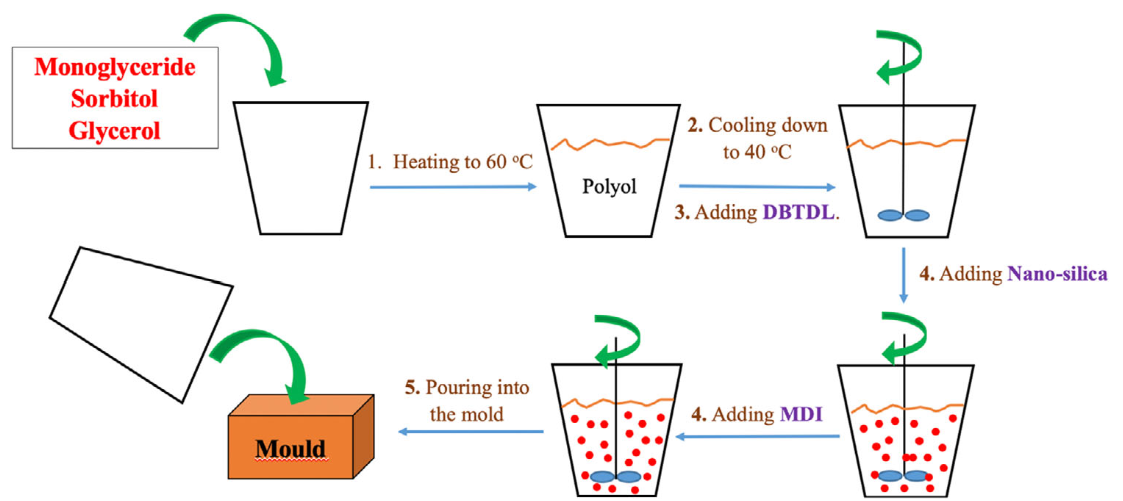 Monoglyceride
Sorbitol
Glycerol
1. Heating to 60 °C
Polyol
2. Cooling down
to 40 °C
3. Adding DBTDL.
4. Adding Nano-silica
4. Adding MDI
5. Pouring into
the mold
Mould